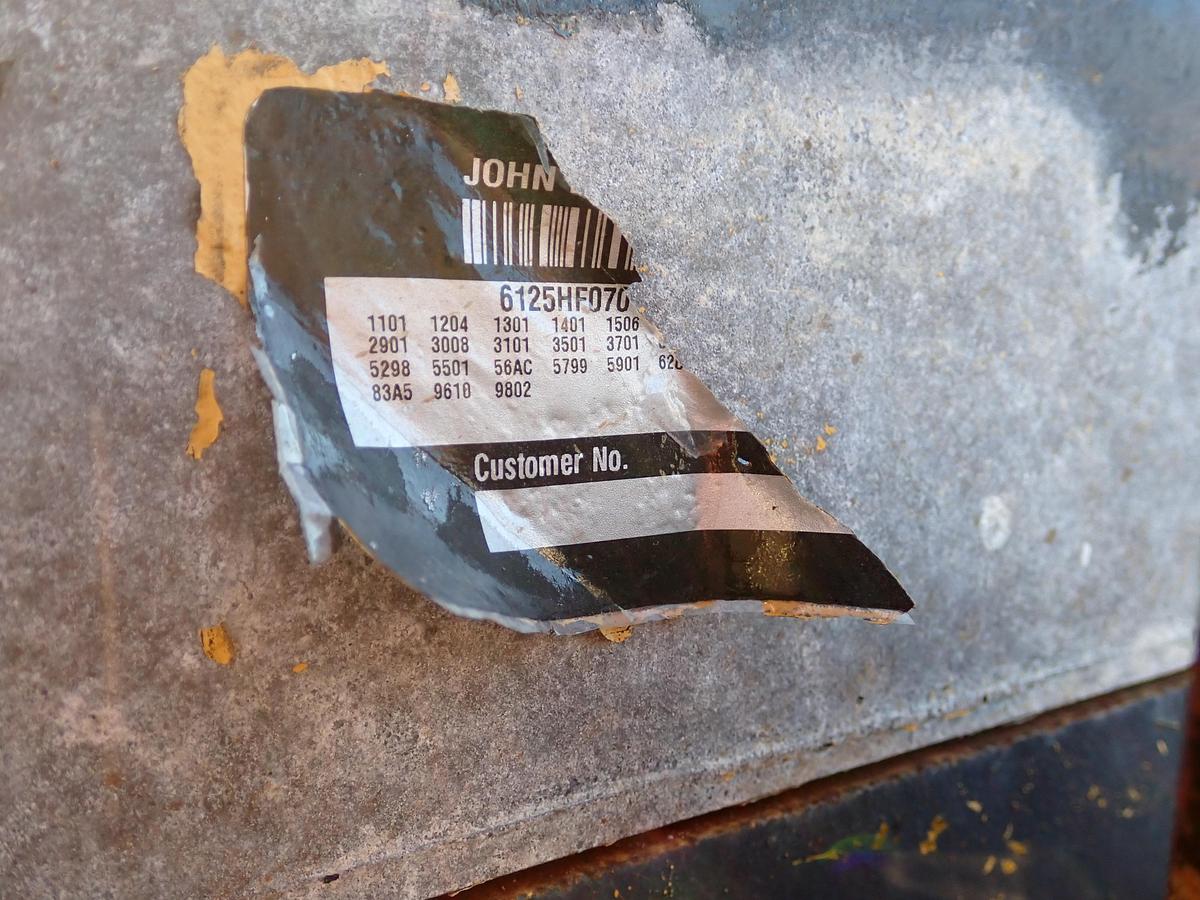 JOHN
6125HF070
1101 1204 1301 1401 1506
2901 3008 3101 3501 3701
5298 5501 56AC 5799 5901
83A5 9610 9802
Customer No.